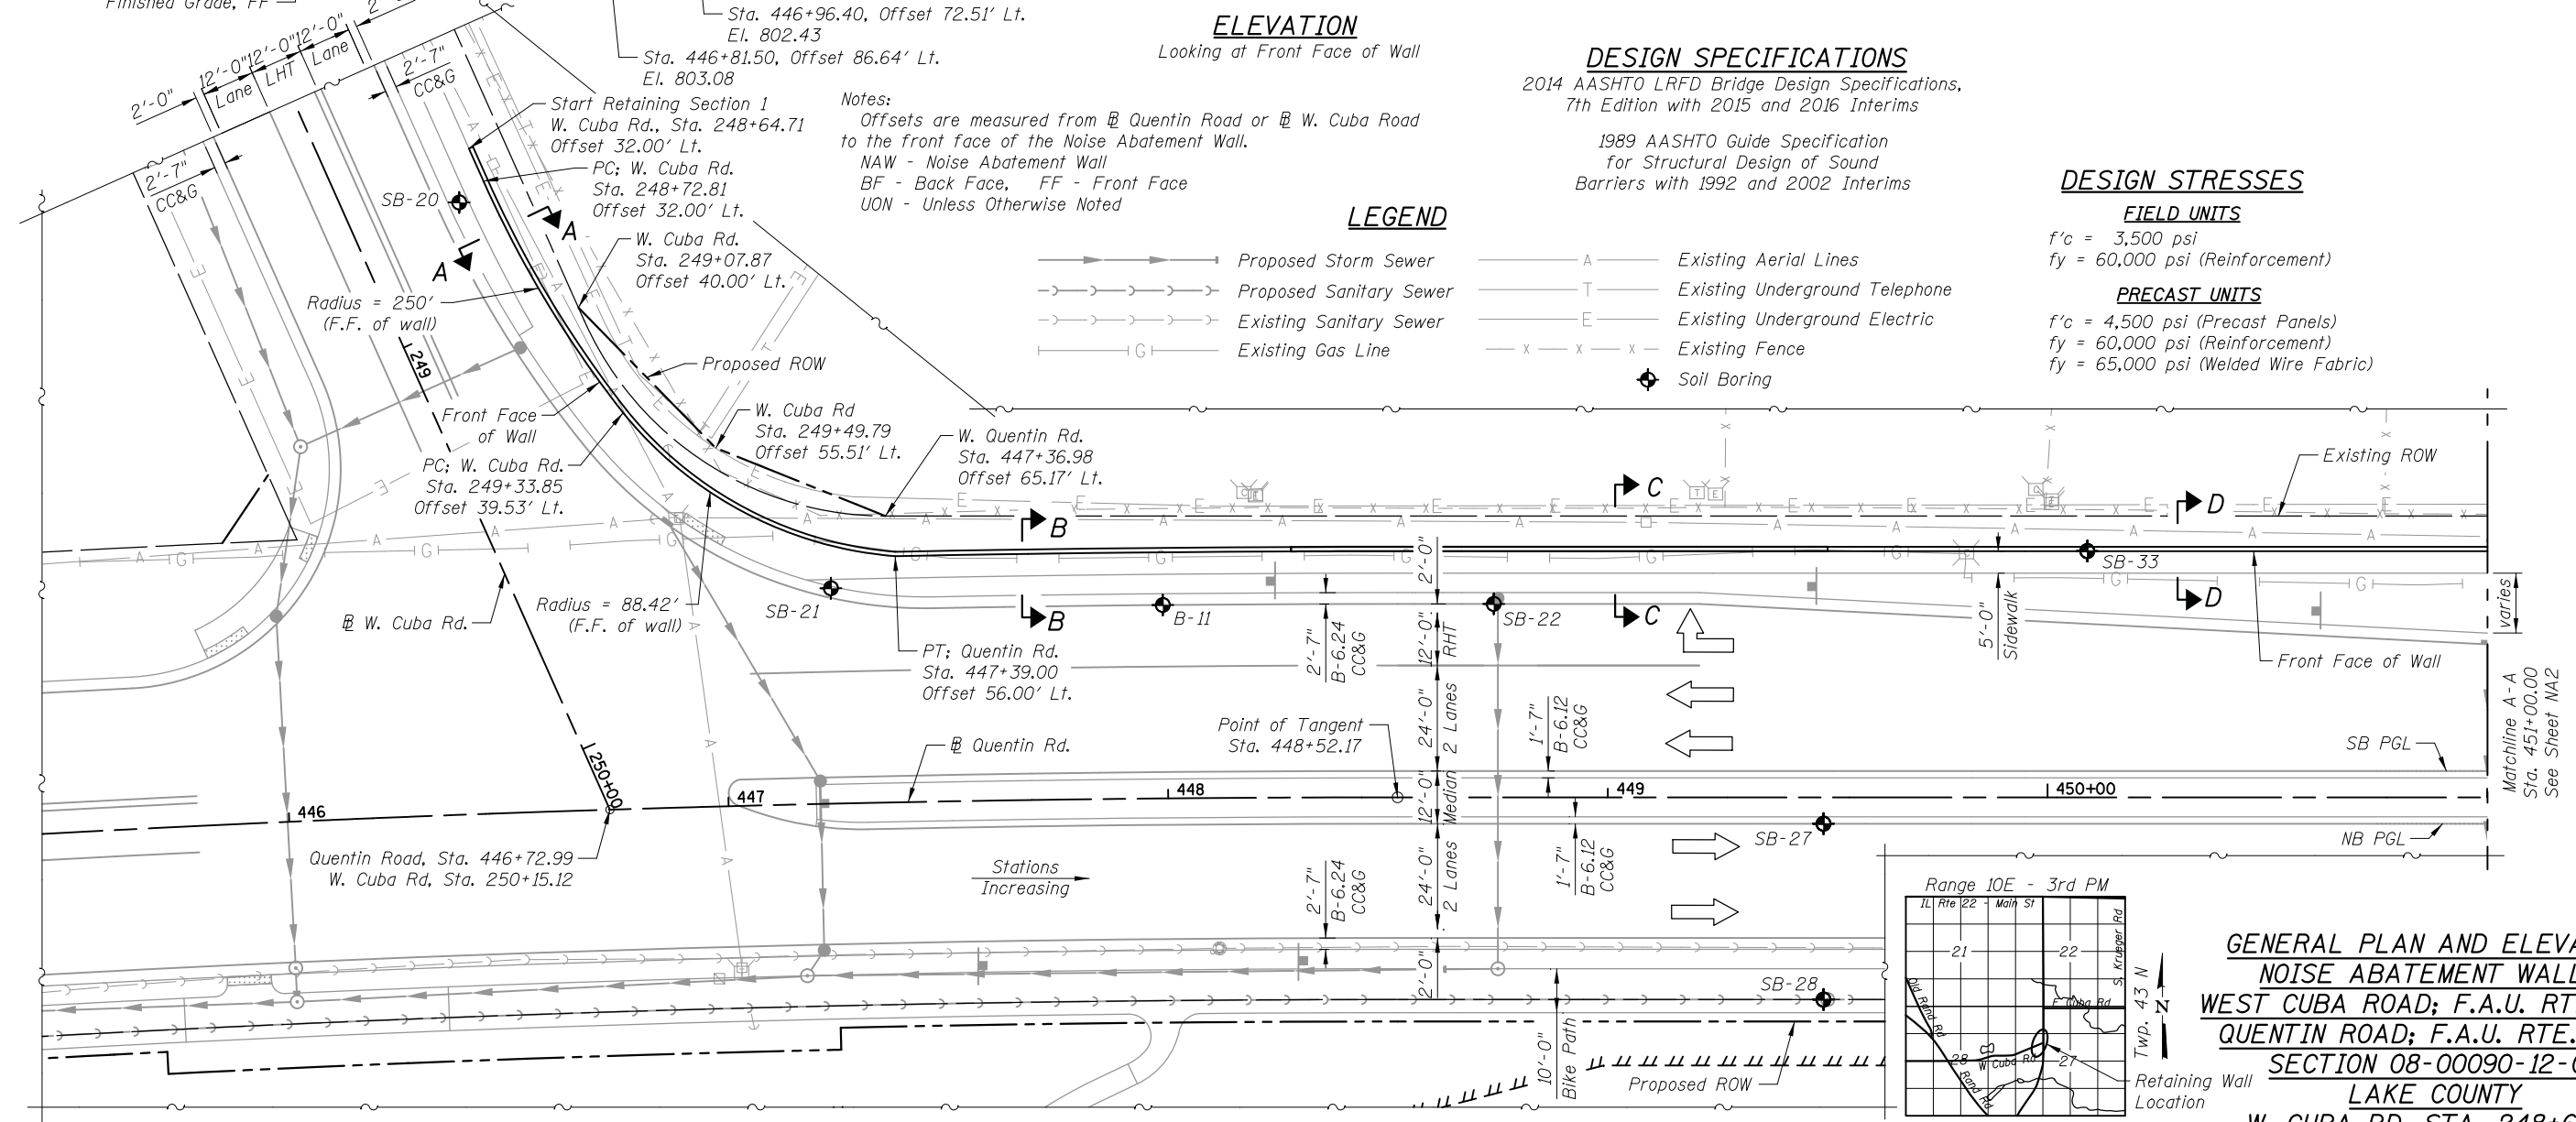 Finished Grade, FF
Sta. 446+96.40, Offset 72.51' Lt.
El. 802.43
Sta. 446+81.50, Offset 86.64' Lt.
El. 803.08
ELEVATION
Looking at Front Face of Wall
DESIGN SPECIFICATIONS
2014 AASHTO LRFD Bridge Design Specifications,
7th Edition with 2015 and 2016 Interims
1989 AASHTO Guide Specification
for Structural Design of Sound
Barriers with 1992 and 2002 Interims
DESIGN STRESSES
FIELD UNITS
f'c = 3,500 psi
fy = 60,000 psi (Reinforcement)
PRECAST UNITS
f'c = 4,500 psi (Precast Panels)
fy = 60,000 psi (Reinforcement)
fy = 65,000 psi (Welded Wire Fabric)
Notes:
Offsets are measured from BL Quentin Road or BL W. Cuba Road
to the front face of the Noise Abatement Wall.
NAW - Noise Abatement Wall
BF - Back Face, FF - Front Face
UON - Unless Otherwise Noted
LEGEND
Proposed Storm Sewer
Proposed Sanitary Sewer
Existing Sanitary Sewer
G Existing Gas Line
A Existing Aerial Lines
T Existing Underground Telephone
E Existing Underground Electric
X X X X Existing Fence
Soil Boring
2'-0"
12'-0"
Lane
12'-0"
LHT
12'-0"
Lane
2'-7"
CC&G
2'-7"
CC&G
Start Retaining Section 1
W. Cuba Rd., Sta. 248+64.71
Offset 32.00' Lt.
PC; W. Cuba Rd.
Sta. 248+72.81
Offset 32.00' Lt.
SB-20
A
A
W. Cuba Rd.
Sta. 249+07.87
Offset 40.00' Lt.
Radius = 250'
(F.F. of wall)
249
Proposed ROW
Front Face
of Wall
W. Cuba Rd
Sta. 249+49.79
Offset 55.51' Lt.
W. Quentin Rd.
Sta. 447+36.98
Offset 65.17' Lt.
PC; W. Cuba Rd.
Sta. 249+33.85
Offset 39.53' Lt.
Existing ROW
B
C
D
SB-33
BL W. Cuba Rd.
Radius = 88.42'
(F.F. of wall)
SB-21
B
B-11
SB-22
C
D
2'-0"
2'-7"
B-6.24
CC&G
12'-0"
RHT
5'-0"
Sidewalk
varies
Front Face of Wall
PT; Quentin Rd.
Sta. 447+39.00
Offset 56.00' Lt.
Point of Tangent
Sta. 448+52.17
24'-0"
2 Lanes
1'-7"
B-6.12
CC&G
BL Quentin Rd.
SB PGL
Matchline A-A
Sta. 451+00.00
See Sheet NA2
250+00
446
447
448
449
450+00
12'-0"
Median
SB-27
NB PGL
Quentin Road, Sta. 446+72.99
W. Cuba Rd, Sta. 250+15.12
Stations
Increasing
2'-7"
B-6.24
CC&G
24'-0"
2 Lanes
1'-7"
B-6.12
CC&G
2'-0"
SB-28
10'-0"
Bike Path
Proposed ROW
Range 10E - 3rd PM
IL Rte 22 - Main St
21
22
S. Krueger Rd
Old Rand Rd
E Cuba Rd
28
W Cuba Rd
27
Rand Rd
Twp. 43 N
N
Retaining Wall
Location
GENERAL PLAN AND ELEVA
NOISE ABATEMENT WALL
WEST CUBA ROAD; F.A.U. RT
QUENTIN ROAD; F.A.U. RTE.
SECTION 08-00090-12-
LAKE COUNTY
W. CUBA RD. STA. 248+